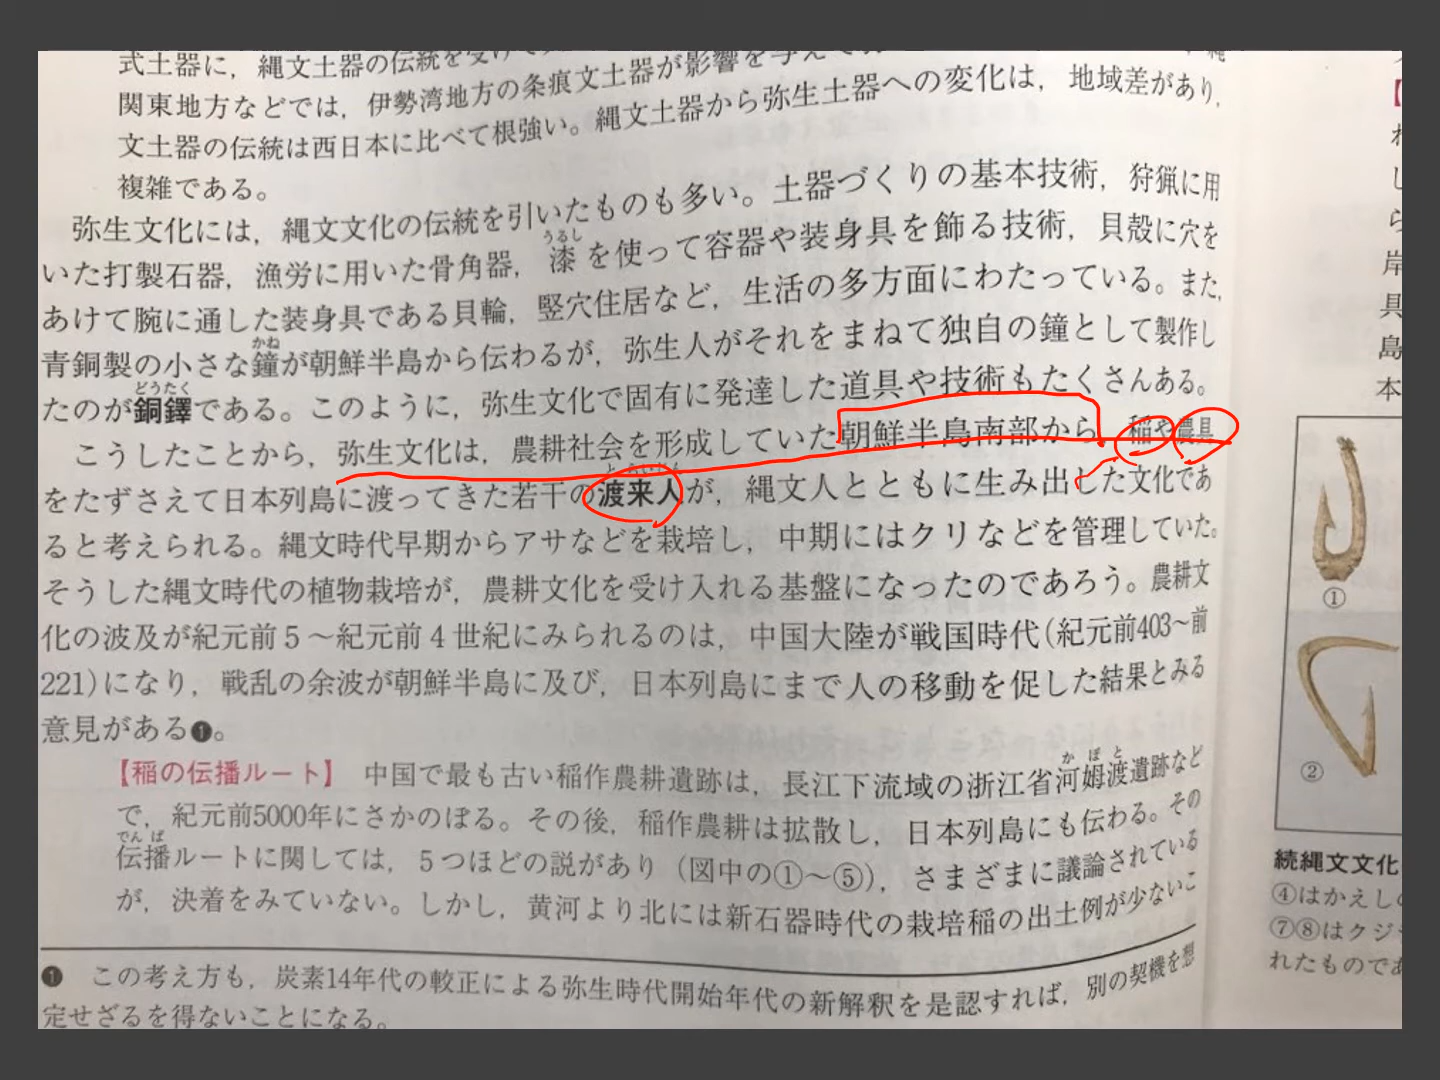 式土器に，縄文土器の伝統を受け
関東地方などでは，伊勢湾地方の条痕文土器が影響を与えて
文土器の伝統は西日本に比べて根強い。縄文土器から弥生土器への変化は，地域差があり，
複雑である。
弥生文化には，縄文文化の伝統を引いたものも多い。土器づくりの基本技術，狩猟に用
いた打製石器，漁労に用いた骨角器，漆を使って容器や装身具を飾る技術，貝殻に穴を
うるし
あけて腕に通した装身具である貝輪，竪穴住居など，生活の多方面にわたっている。また，
青銅製の小さな鐘が朝鮮半島から伝わるが，弥生人がそれをまねて独自の鐘として製作し
かね
たのが銅鐸である。このように，弥生文化で固有に発達した道具や技術もたくさんある。
どうたく
こうしたことから，弥生文化は，農耕社会を形成していた朝鮮半島南部から，稲や農具
をたずさえて日本列島に渡ってきた若干の渡来人が，縄文人とともに生み出した文化であ
ると考えられる。縄文時代早期からアサなどを栽培し，中期にはクリなどを管理していた。
そうした縄文時代の植物栽培が，農耕文化を受け入れる基盤になったのであろう。農耕文
化の波及が紀元前5～紀元前4世紀にみられるのは，中国大陸が戦国時代(紀元前403～前
221)になり，戦乱の余波が朝鮮半島に及び，日本列島にまで人の移動を促した結果とみる
意見がある❶。
【稲の伝播ルート】 中国で最も古い稲作農耕遺跡は，長江下流域の浙江省河姆渡遺跡など
かぼと
で，紀元前5000年にさかのぼる。その後，稲作農耕は拡散し，日本列島にも伝わる。その
伝播ルートに関しては，5つほどの説があり（図中の①～⑤），さまざまに議論されている
でんぱ
が，決着をみていない。しかし，黄河より北には新石器時代の栽培稲の出土例が少ないこ
❶ この考え方も，炭素14年代の較正による弥生時代開始年代の新解釈を是認すれば，別の契機を想
定せざるを得ないことになる。
れ
し
ら
岸
具
島
本
①
②
続縄文文化
④はかえし
⑦⑧はクジ
れたものであ